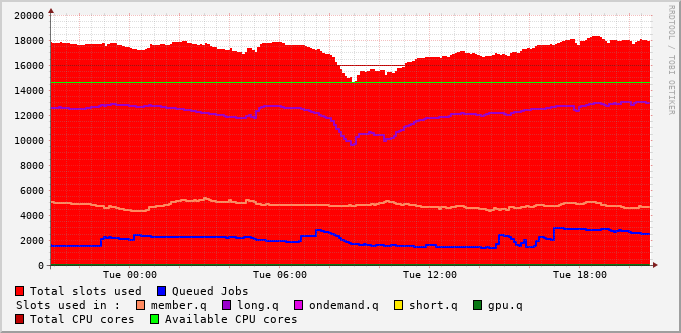 20000
18000
16000
14000
12000
10000
8000
6000
4000
2000
0
Tue 00:00 Tue 06:00 Tue 12:00 Tue 18:00
RRDTOOL / TOBI OETIKER
Total slots used Queued Jobs
Slots used in : member.q long.q ondemand.q short.q gpu.q
Total CPU cores Available CPU cores